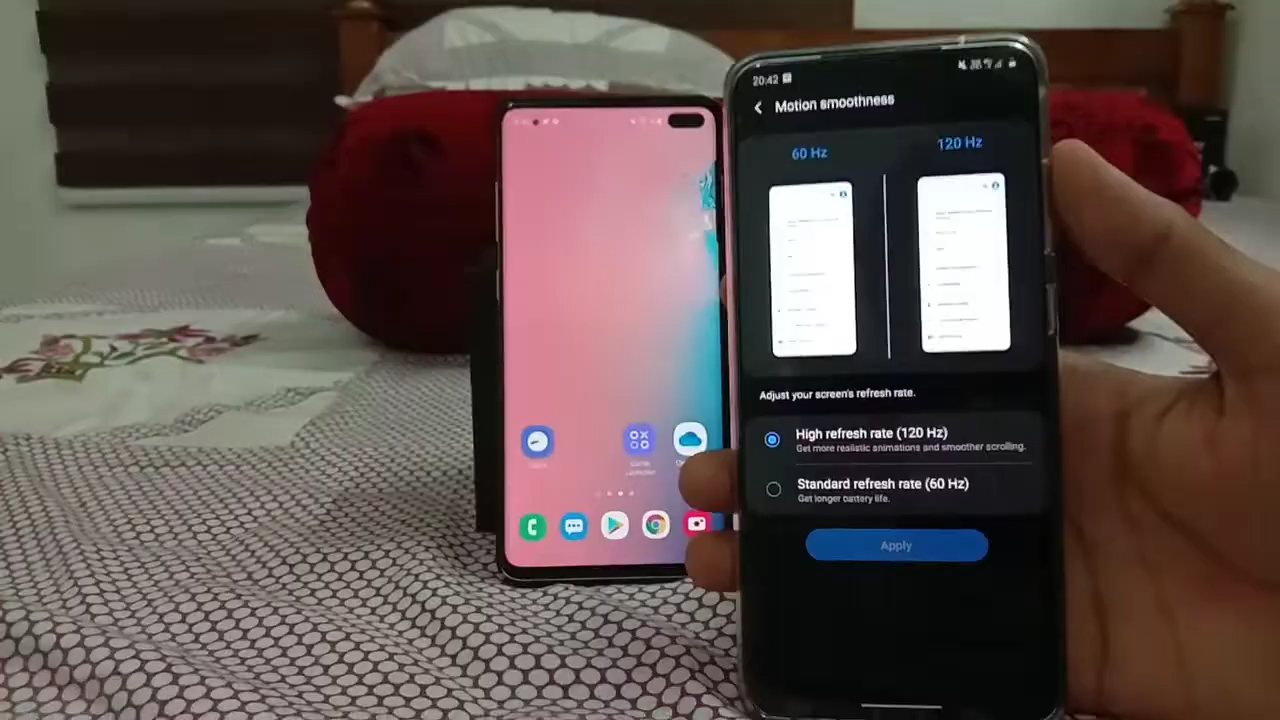 20:42
Motion smoothness
60 Hz
120 Hz
Adjust your screen's refresh rate.
High refresh rate (120 Hz)
Get more realistic animations and smoother scrolling.
Standard refresh rate (60 Hz)
Get longer battery life.
Apply